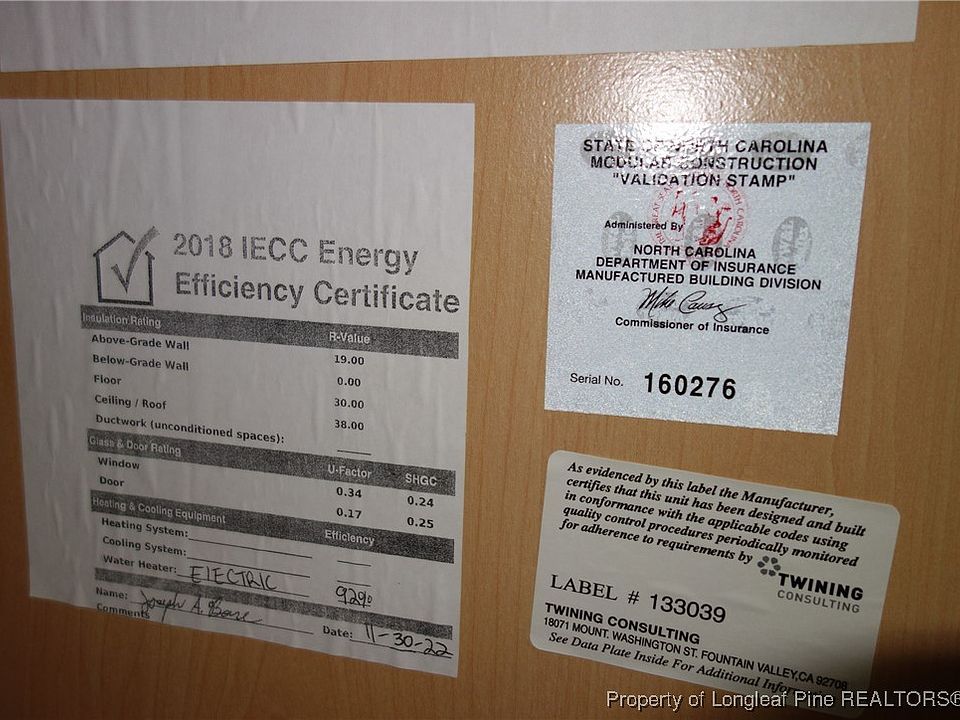 2018 IECC Energy
Efficiency Certificate
Insulation Rating R-Value
Above-Grade Wall 19.00
Below-Grade Wall 0.00
Floor 30.00
Ceiling / Roof 38.00
Ductwork (unconditioned spaces):
Glass & Door Rating U-Factor SHGC
Window 0.34 0.24
Door 0.17 0.25
Heating & Cooling Equipment Efficiency
Heating System:
Cooling System:
Water Heater: ELECTRIC 92%
Name: Joseph A.
Date: 11-30-22
Comments
STATE OF NORTH CAROLINA
MODULAR CONSTRUCTION
"VALIDATION STAMP"
Administered By
NORTH CAROLINA
DEPARTMENT OF INSURANCE
MANUFACTURED BUILDING DIVISION
Mike Causey
Commissioner of Insurance
Serial No. 160276
As evidenced by this label the Manufacturer,
certifies that this unit has been designed and built
in conformance with the applicable codes using
quality control procedures periodically monitored
for adherence to requirements by
TWINING
CONSULTING
LABEL # 133039
TWINING CONSULTING
18071 MOUNT. WASHINGTON ST. FOUNTAIN VALLEY,CA 92708
See Data Plate Inside For Additional Information
Property of Longleaf Pine REALTORS®